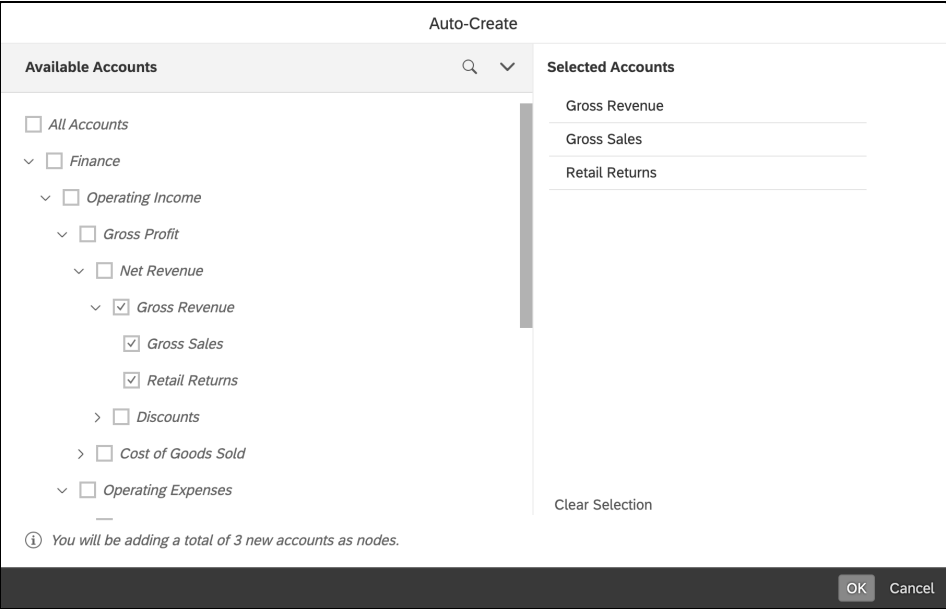 Auto-Create
Available Accounts
All Accounts
Finance
Operating Income
Gross Profit
Net Revenue
Gross Revenue
Gross Sales
Retail Returns
Discounts
Cost of Goods Sold
Operating Expenses
You will be adding a total of 3 new accounts as nodes.
Selected Accounts
Gross Revenue
Gross Sales
Retail Returns
Clear Selection
OK Cancel